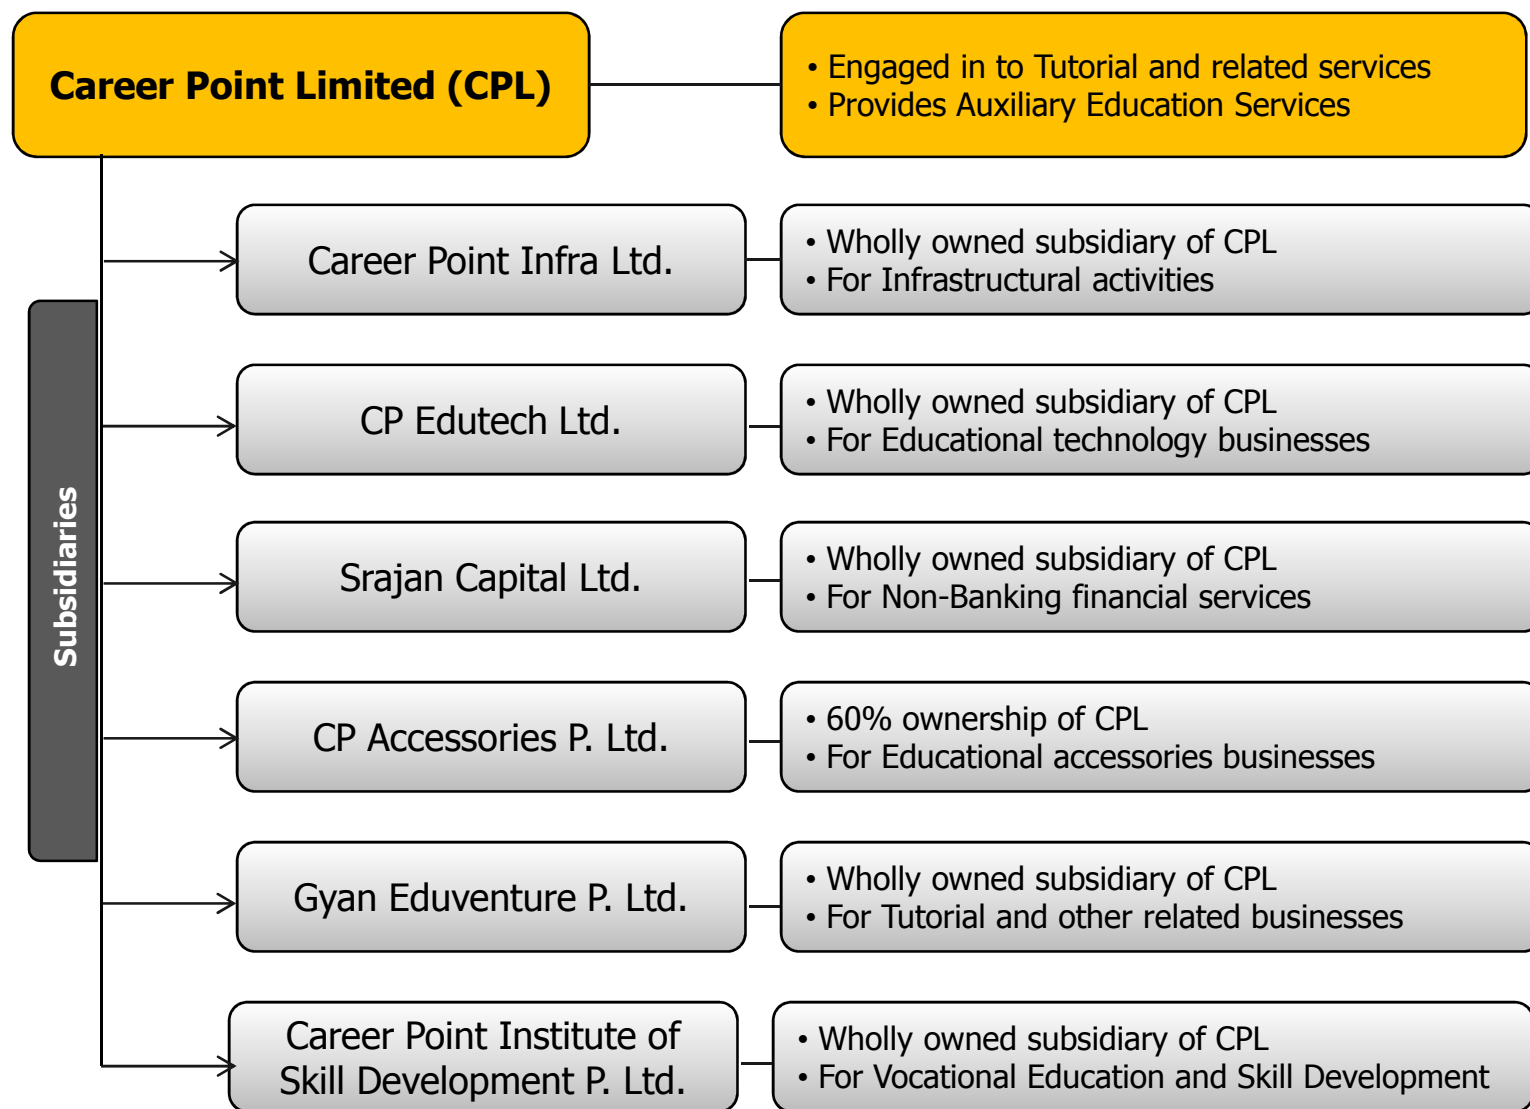 Career Point Limited (CPL)
• Engaged in to Tutorial and related services
• Provides Auxiliary Education Services
Subsidiaries
Career Point Infra Ltd.
• Wholly owned subsidiary of CPL
• For Infrastructural activities
CP Edutech Ltd.
• Wholly owned subsidiary of CPL
• For Educational technology businesses
Srajan Capital Ltd.
• Wholly owned subsidiary of CPL
• For Non-Banking financial services
CP Accessories P. Ltd.
• 60% ownership of CPL
• For Educational accessories businesses
Gyan Eduventure P. Ltd.
• Wholly owned subsidiary of CPL
• For Tutorial and other related businesses
Career Point Institute of
Skill Development P. Ltd.
• Wholly owned subsidiary of CPL
• For Vocational Education and Skill Development